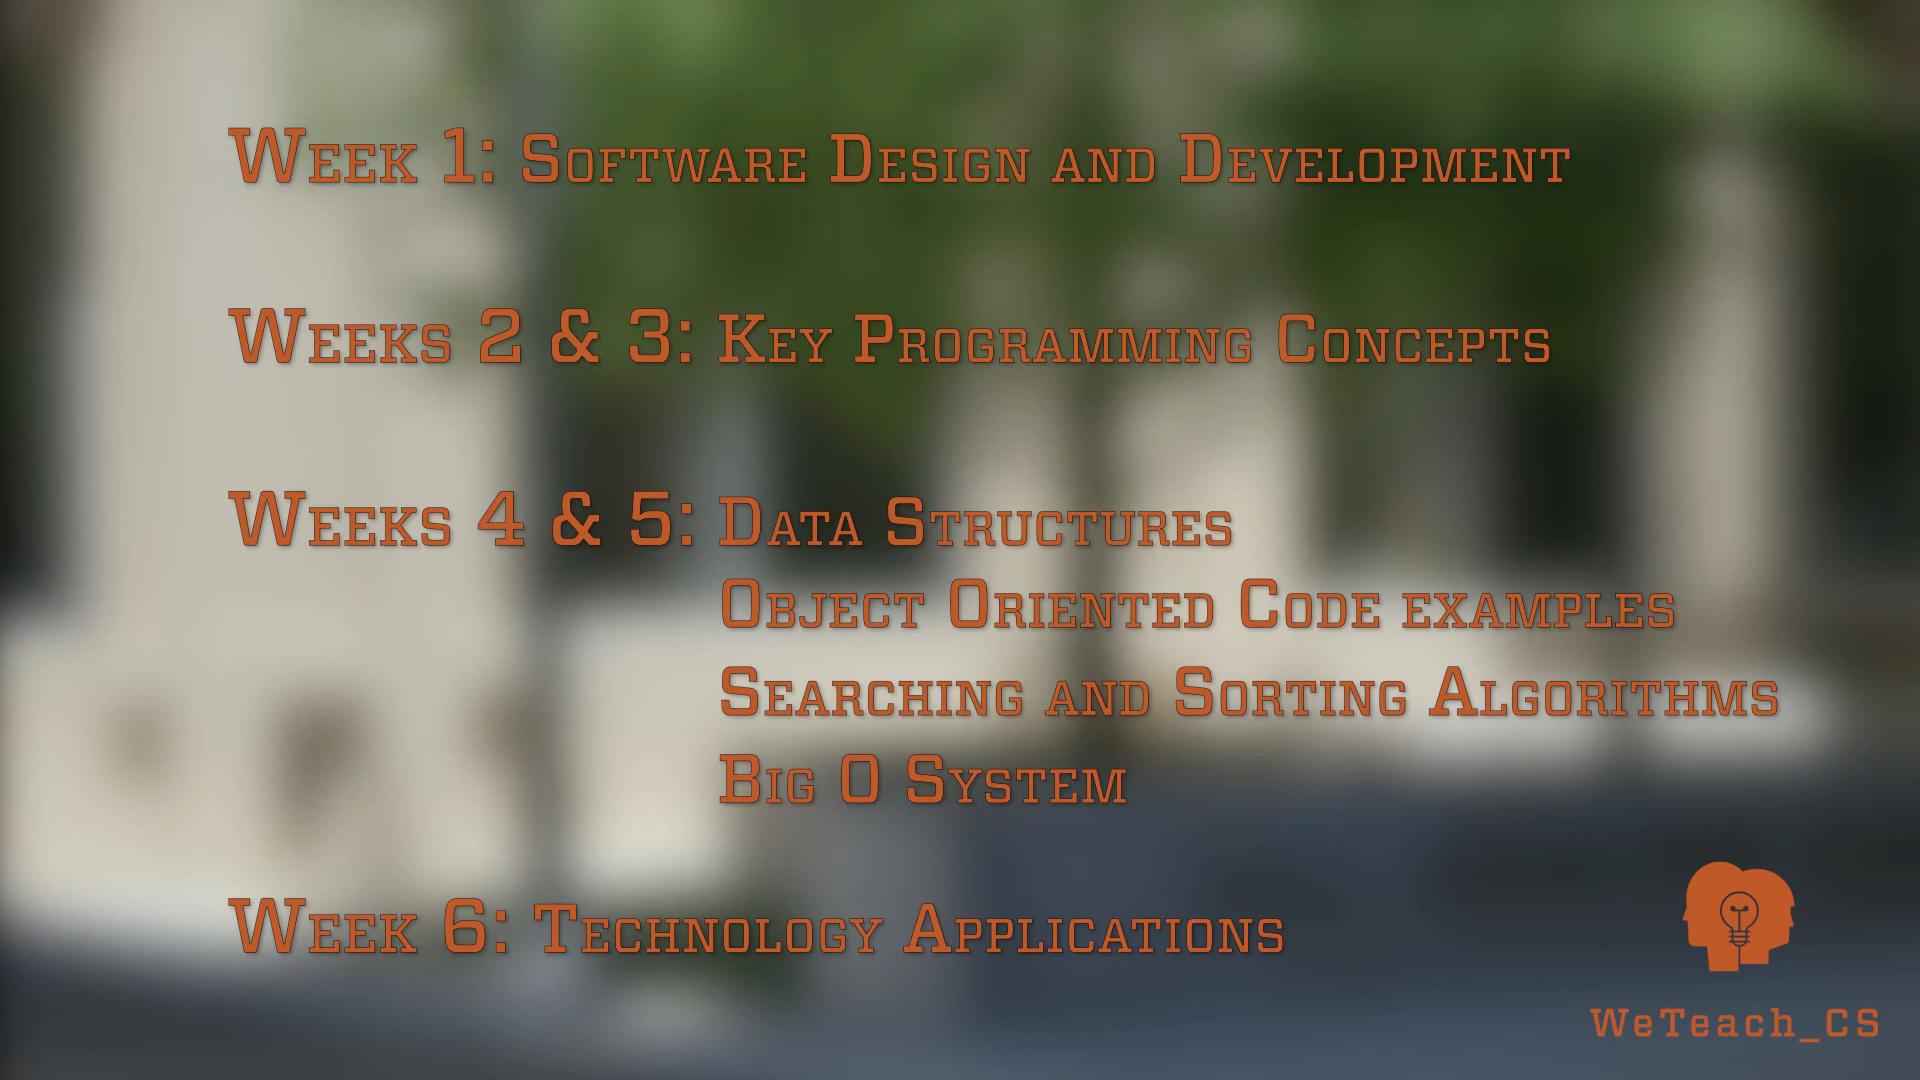 Week 1: Software Design and Development
Weeks 2 & 3: Key Programming Concepts
Weeks 4 & 5: Data Structures
Object Oriented Code examples
Searching and Sorting Algorithms
Big O System
Week 6: Technology Applications
WeTeach_CS